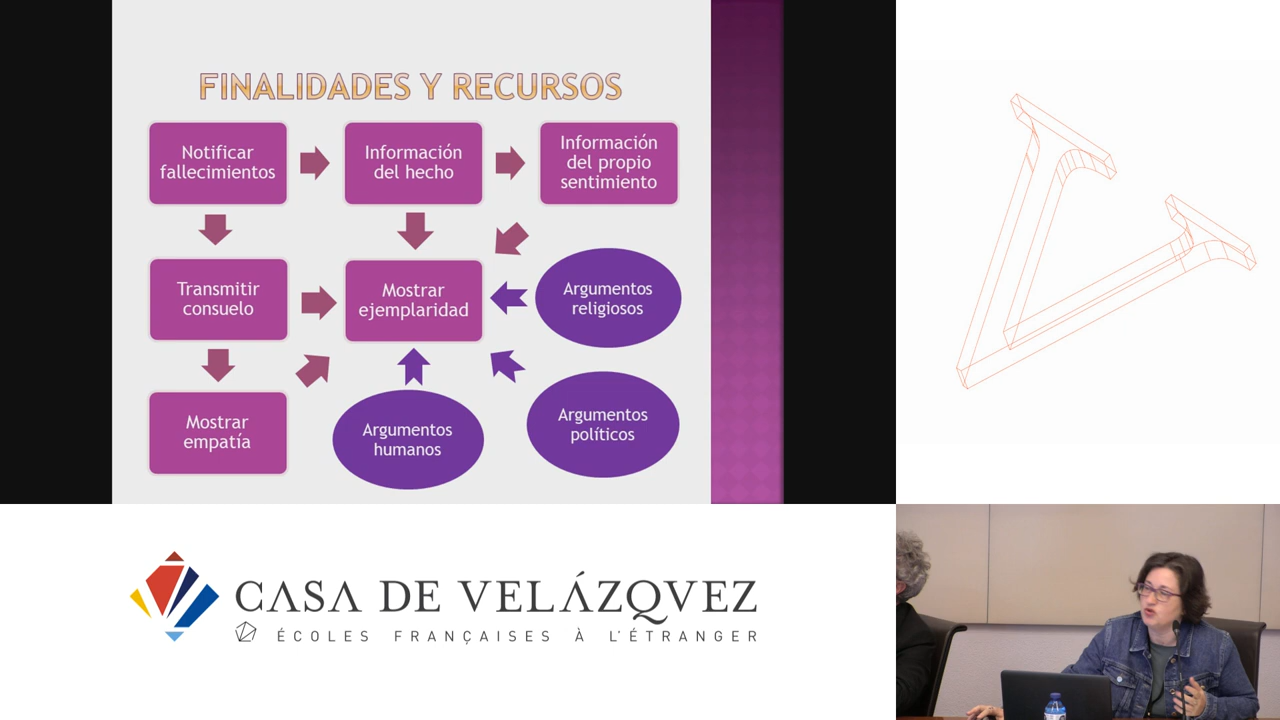 FINALIDADES Y RECURSOS
Notificar
fallecimientos
Información
del hecho
Información
del propio
sentimiento
Transmitir
consuelo
Mostrar
ejemplaridad
Argumentos
religiosos
Mostrar
empatía
Argumentos
humanos
Argumentos
políticos
CASA DE VELÁZQVEZ
ÉCOLES FRANÇAISES À L'ÉTRANGER